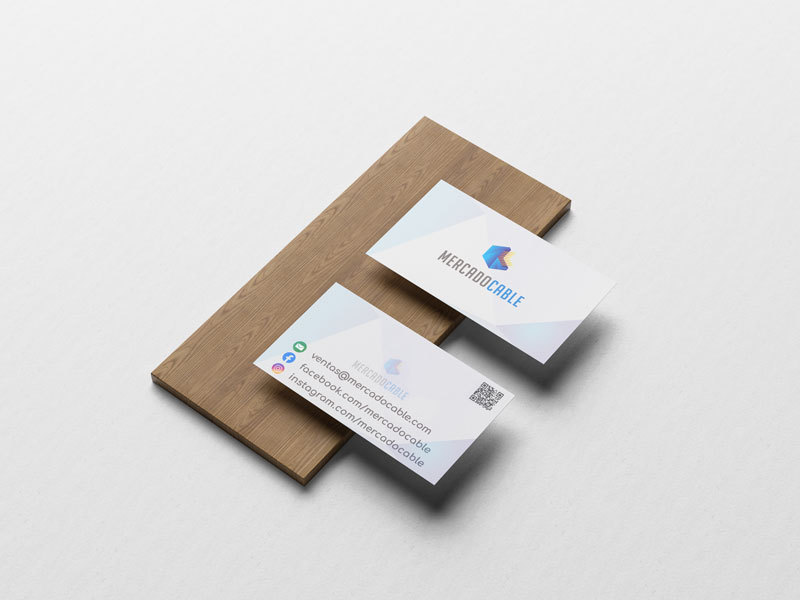 MERCADOCABLE
MERCADOCABLE
ventas@mercadocable.com
facebook.com/mercadocable
instagram.com/mercadocable